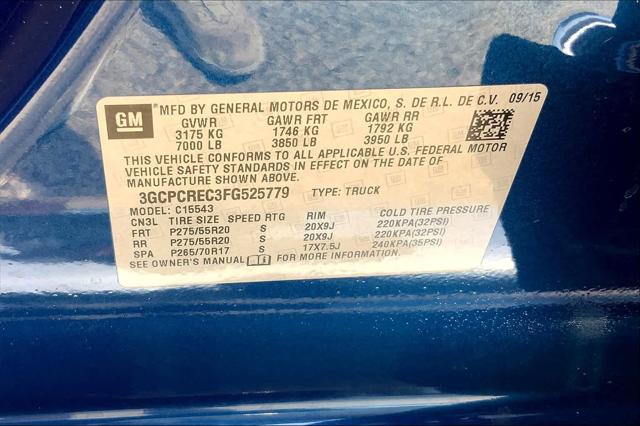 GM MFD BY GENERAL MOTORS DE MEXICO, S. DE R.L. DE C.V. 09/15
GVWR GAWR FRT GAWR RR
3175 KG 1746 KG 1792 KG
7000 LB 3850 LB 3950 LB
THIS VEHICLE CONFORMS TO ALL APPLICABLE U.S. FEDERAL MOTOR
VEHICLE SAFETY STANDARDS IN EFFECT ON THE DATE OF
MANUFACTURE SHOWN ABOVE.
3GCPCREC3FG525779 TYPE: TRUCK
MODEL: C15543
CN3L TIRE SIZE SPEED RTG RIM COLD TIRE PRESSURE
FRT P275/55R20 S 20X9J 220KPA(32PSI)
RR P275/55R20 S 20X9J 220KPA(32PSI)
SPA P265/70R17 S 17X7.5J 240KPA(35PSI)
SEE OWNER'S MANUAL FOR MORE INFORMATION.